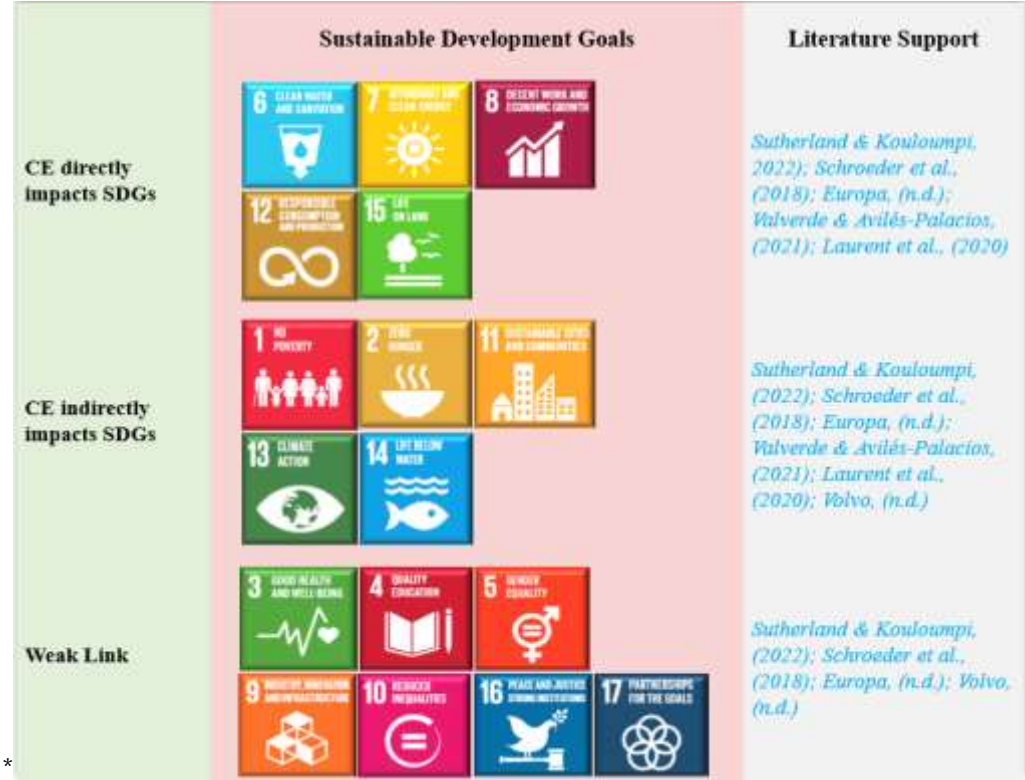 Sustainable Development Goals
Literature Support
CE directly
impacts SDGs
6 CLEAN WATER
AND SANITATION
7 AFFORDABLE AND
CLEAN ENERGY
8 DECENT WORK AND
ECONOMIC GROWTH
12 RESPONSIBLE
CONSUMPTION
AND PRODUCTION
15 LIFE
ON LAND
Sutherland & Kouloumpi,
2022); Schroeder et al.,
(2018); Europa, (n.d.);
Valverde & Avilés-Palacios,
(2021); Laurent et al., (2020)
CE indirectly
impacts SDGs
1 NO
POVERTY
2 ZERO
HUNGER
11 SUSTAINABLE CITIES
AND COMMUNITIES
13 CLIMATE
ACTION
14 LIFE BELOW
WATER
Sutherland & Kouloumpi,
(2022); Schroeder et al.,
(2018); Europa, (n.d.);
Valverde & Avilés-Palacios,
(2021); Laurent et al.,
(2020); Volvo, (n.d.)
Weak Link
3 GOOD HEALTH
AND WELL-BEING
4 QUALITY
EDUCATION
5 GENDER
EQUALITY
9 INDUSTRY, INNOVATION
AND INFRASTRUCTURE
10 REDUCED
INEQUALITIES
16 PEACE AND JUSTICE
STRONG INSTITUTIONS
17 PARTNERSHIPS
FOR THE GOALS
Sutherland & Kouloumpi,
(2022); Schroeder et al.,
(2018); Europa, (n.d.); Volvo,
(n.d.)
*